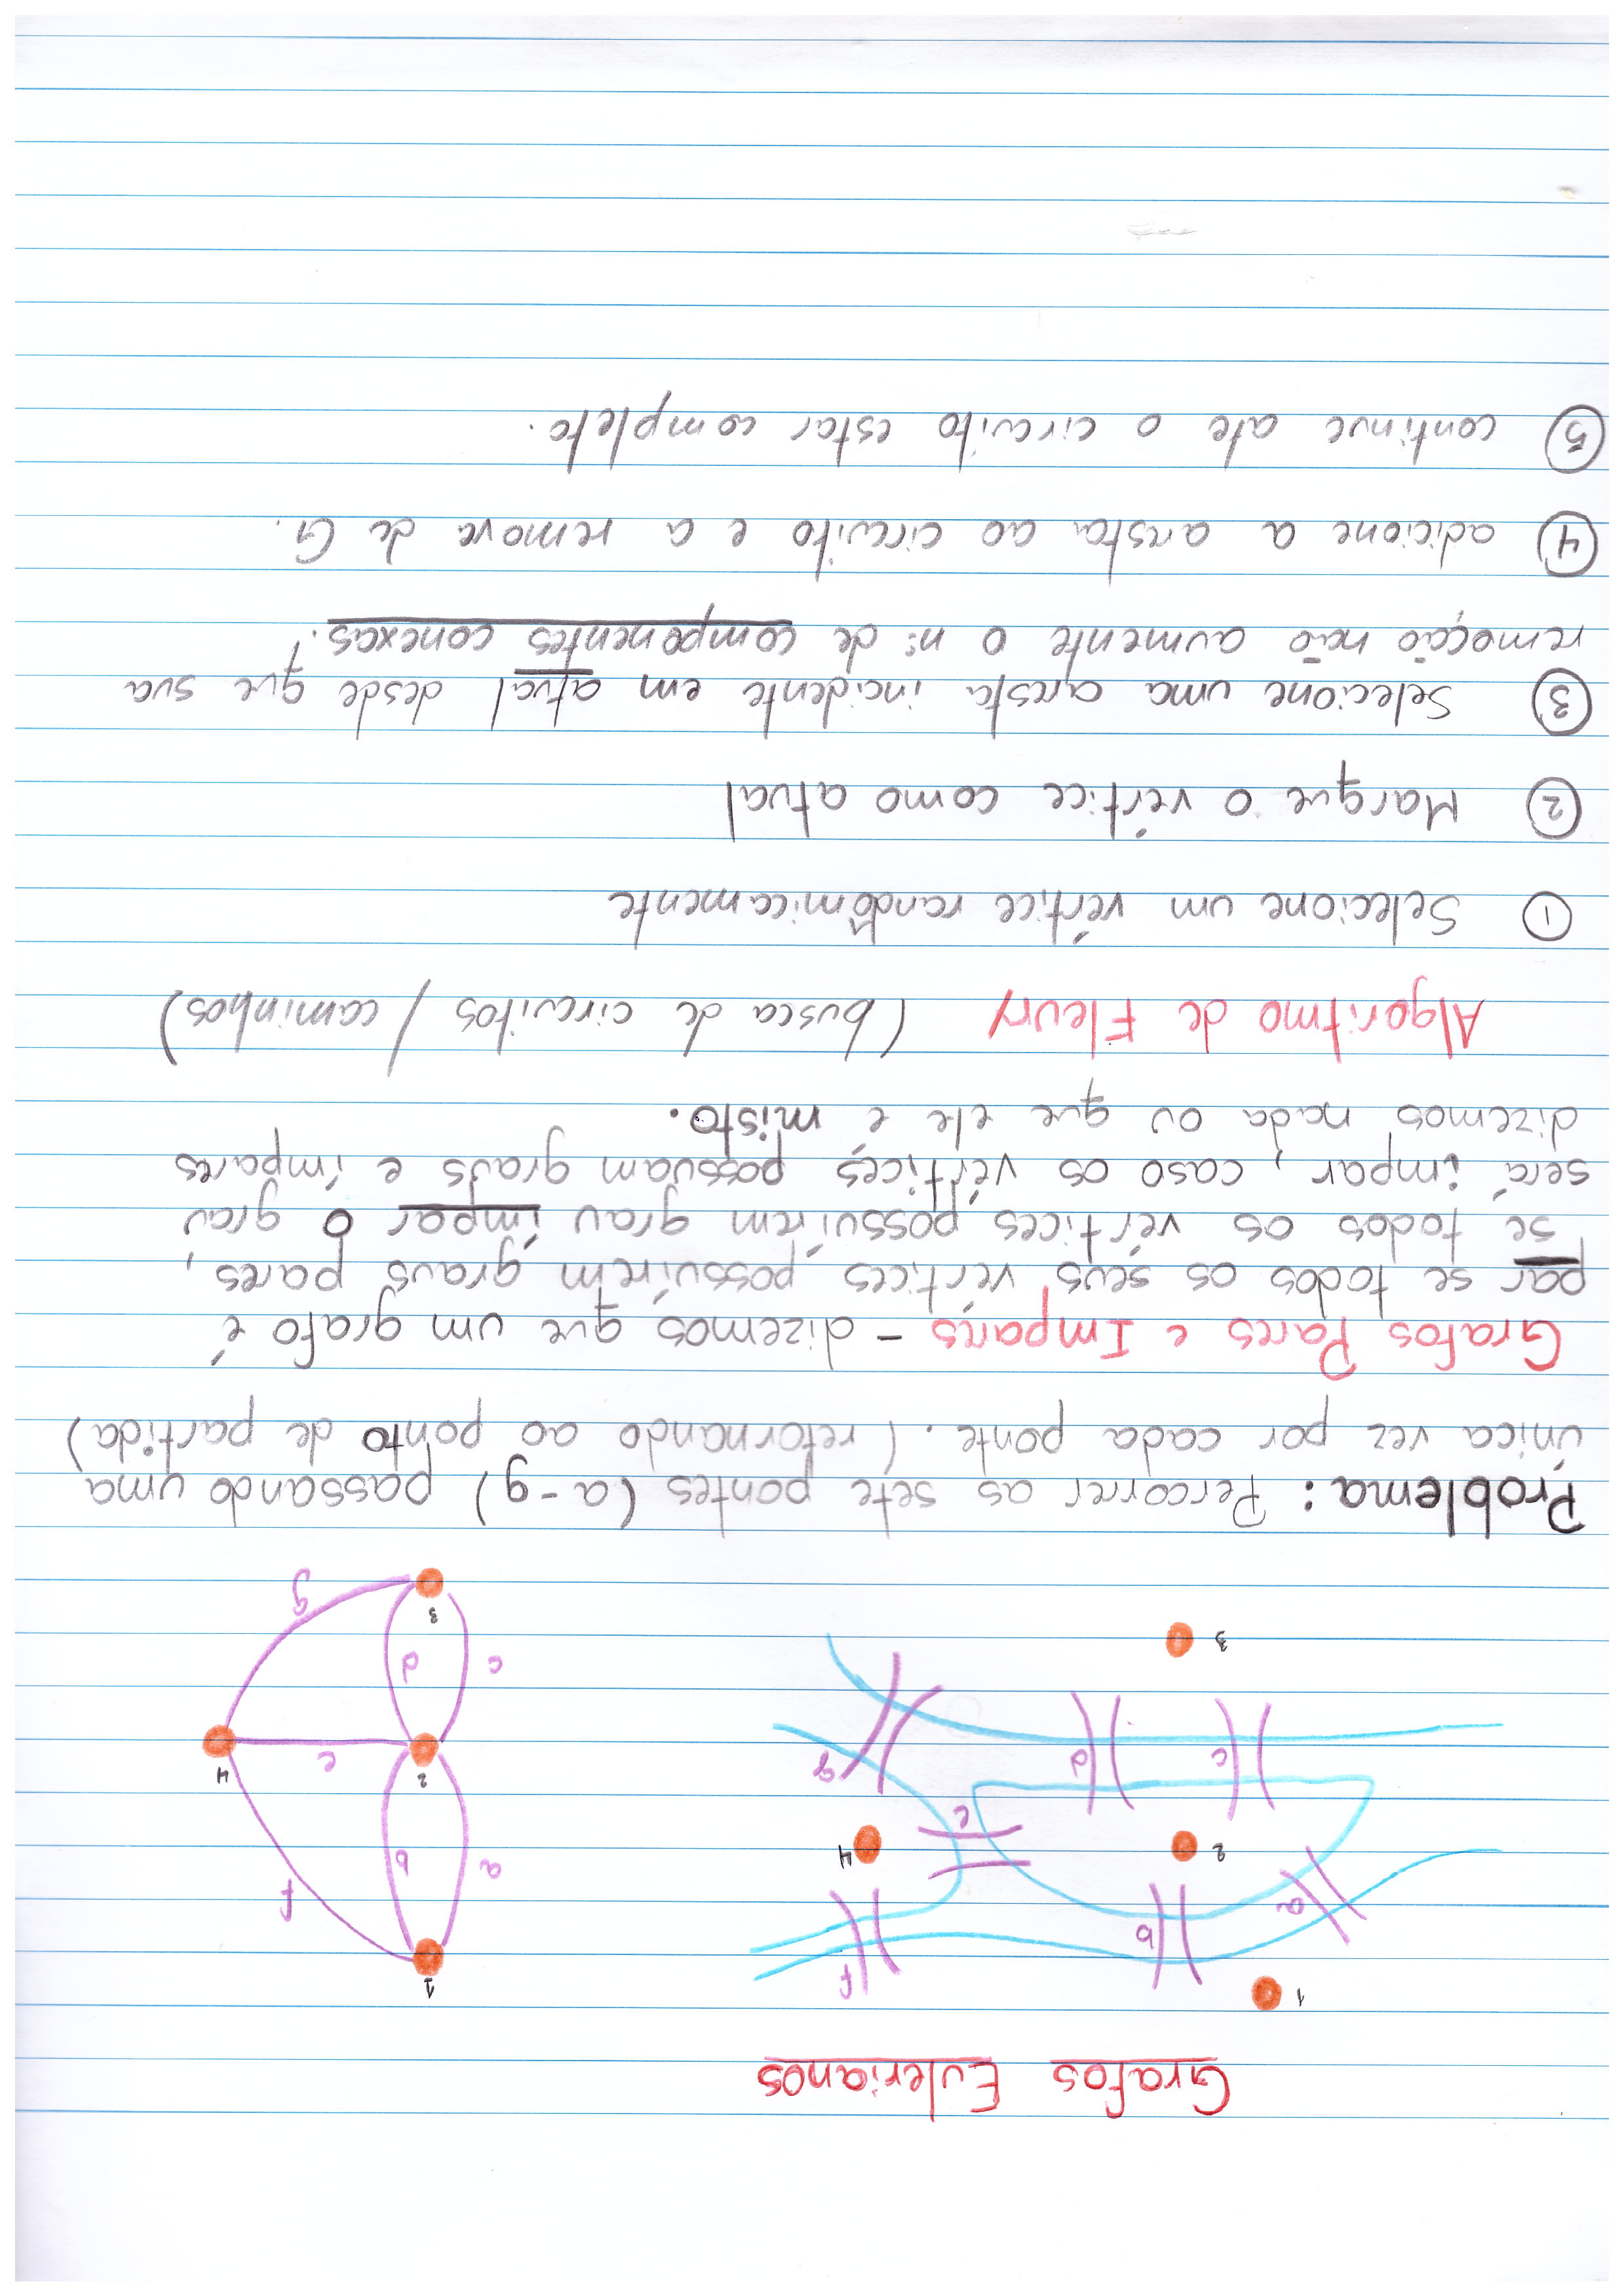 Grafos Eulerianos
1
a
b
f
2
4
e
c
d
g
3
1
f
a
b
2
4
e
c
d
3
g
Problema: Percorrer as sete pontes (a-g) passando uma
única vez por cada ponte. (retornando ao ponto de partida)
Grafos Pares e Impares - dizemos que um grafo é
par se todos os seus vértices possuírem graus pares,
se todos os vértices possuírem grau ímpar o grau
será impar, caso os vértices possuam graus e ímpares
dizemos nada ou que ele é misto.
Algoritmo de Fleury (busca de circuitos / caminhos)
① Selecione um vértice randômicamente
② Marque o vértice como atual
③ Selecione uma aresta incidente em atual desde que sua
remoção não aumente o nº de componentes conexas.
④ adicione a aresta ao circuito e a remova de G.
⑤ continue ate o circuito estar completo.